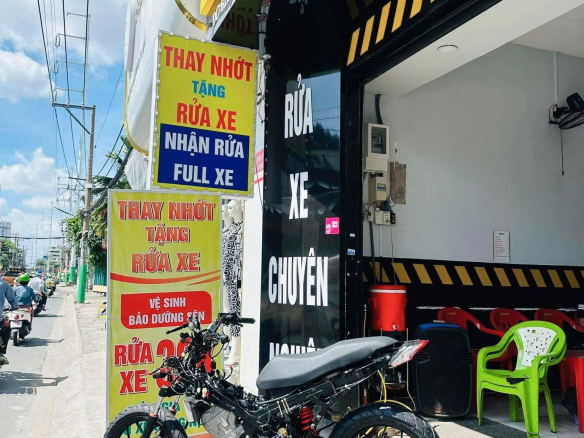 THAY NHỚT
TẶNG
RỬA XE
NHẬN RỬA
FULL XE
THAY NHỚT
TẶNG
RỬA XE
VỆ SINH
BẢO DƯỠNG SÊN
RỬA
XE
RỬA
XE
CHUYÊN